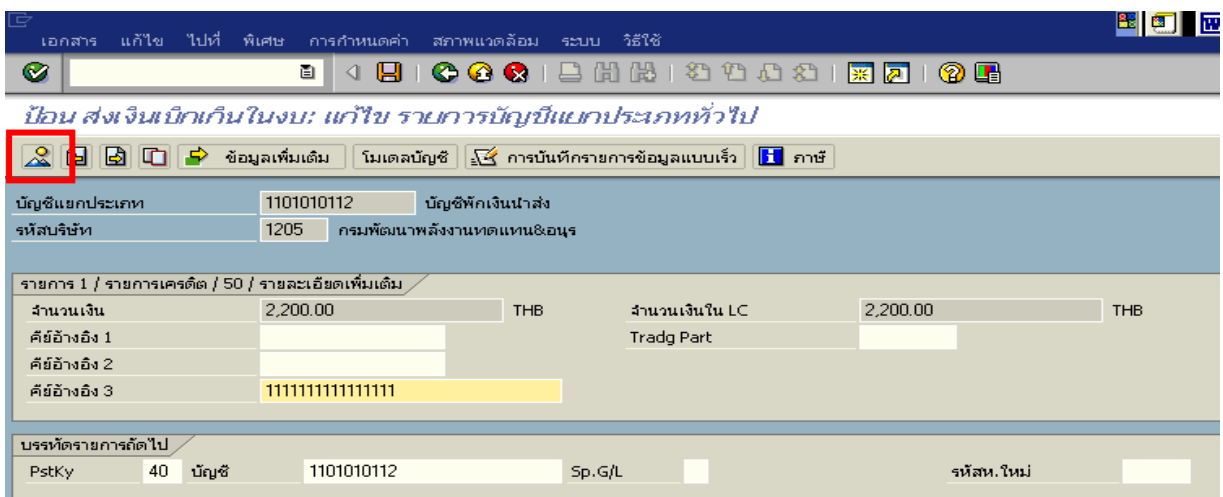 เอกสาร แก้ไข ไปที่ พิเศษ การกำหนดค่า สภาพแวดล้อม ระบบ วิธีใช้
ป้อน ส่งเงินเบิกเกินในงบ: แก้ไข รายการบัญชีแยกประเภททั่วไป
ข้อมูลเพิ่มเติม โมเดลบัญชี การบันทึกรายการข้อมูลแบบเร็ว ภาษี
บัญชีแยกประเภท 1101010112 บัญชีพักเงินนำส่ง
รหัสบริษัท 1205 กรมพัฒนาพลังงานทดแทน&อนุร
รายการ 1 / รายการเครดิต / 50 / รายละเอียดเพิ่มเติม
จำนวนเงิน 2,200.00 THB จำนวนเงินใน LC 2,200.00 THB
คีย์อ้างอิง 1 Tradg Part
คีย์อ้างอิง 2
คีย์อ้างอิง 3 1111111111111111
บรรทัดรายการถัดไป
PstKy 40 บัญชี 1101010112 Sp.G/L รหัสท.ใหม่